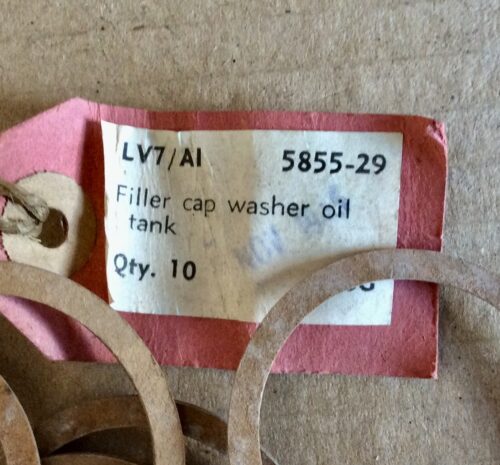 LV7/AI 5855-29
Filler cap washer oil
tank
Qty. 10